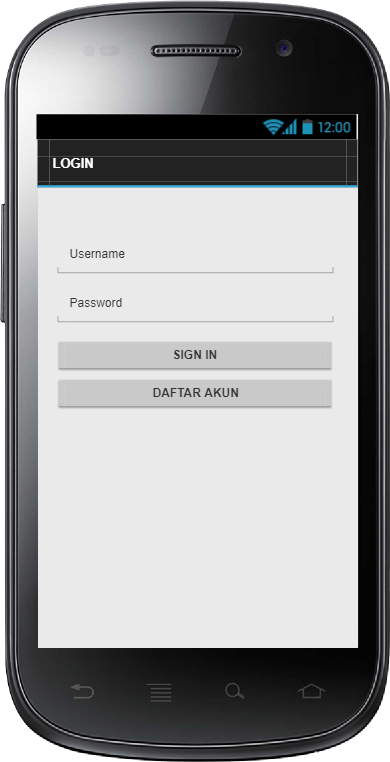 12:00
LOGIN
Username
Password
SIGN IN
DAFTAR AKUN